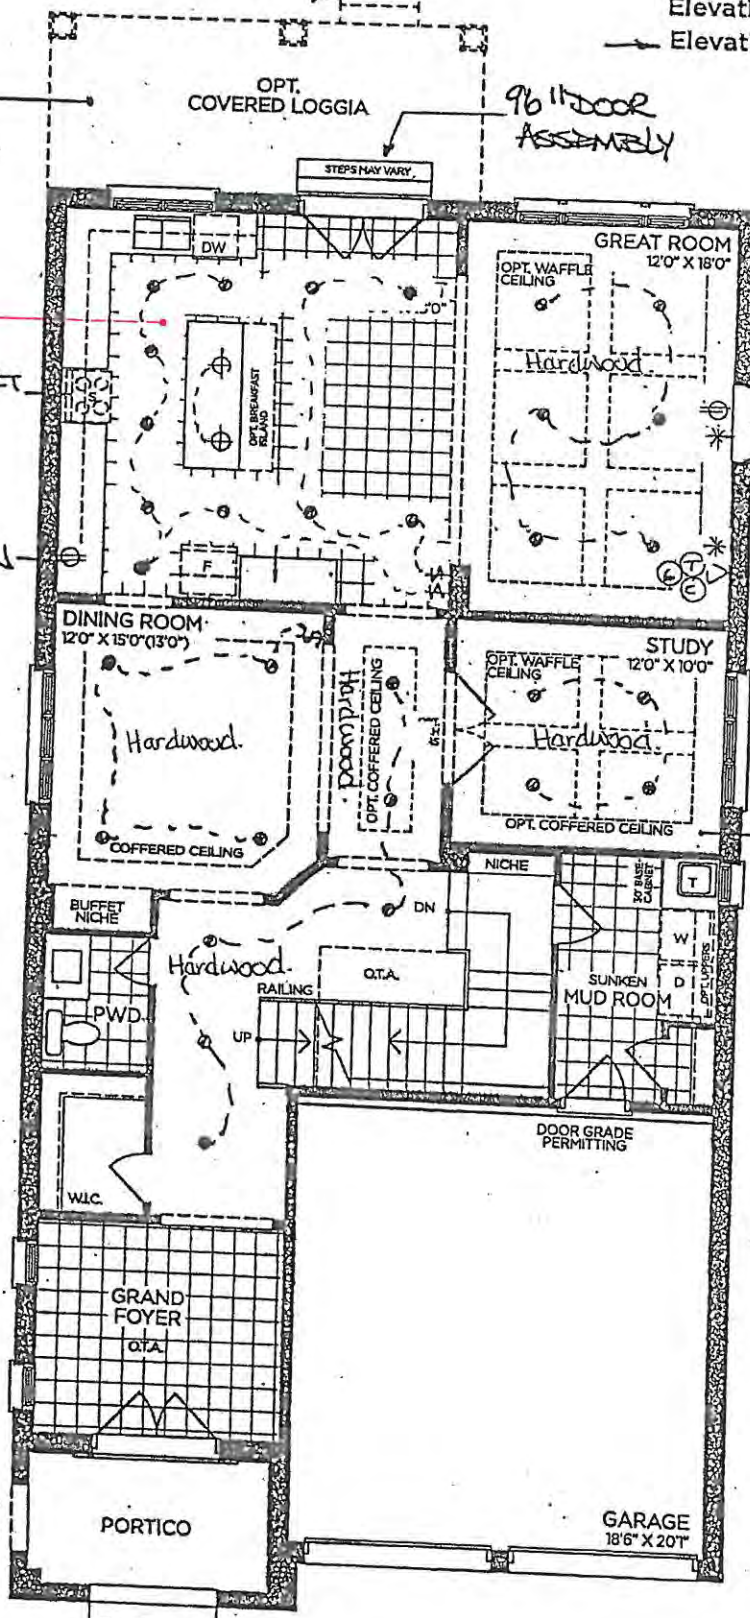 Elevati
Elevat
OPT.
COVERED LOGGIA
96" DOOR
ASSEMBLY
STEPS MAY VARY
DW
GREAT ROOM
12'0" X 18'0"
OPT. WAFFLE
CEILING
Hardwood.
S
OPT. BREAKFAST
ISLAND
F
T
C
DINING ROOM
12'0" X 15'0"(13'0")
Hardwood.
COFFERED CEILING
Hardwood.
OPT. COFFERED CEILING
STUDY
12'0" X 10'0"
OPT. WAFFLE
CEILING
Hardwood.
OPT. COFFERED CEILING
BUFFET
NICHE
NICHE
DN
30" BASE-
CABINET
T
W
D
OPT. UPPERS
Hardwood.
O.T.A.
RAILING
SUNKEN
MUD ROOM
PWD.
UP
DOOR GRADE
PERMITTING
W.I.C.
GRAND
FOYER
O.T.A.
PORTICO
GARAGE
18'6" X 20'1"